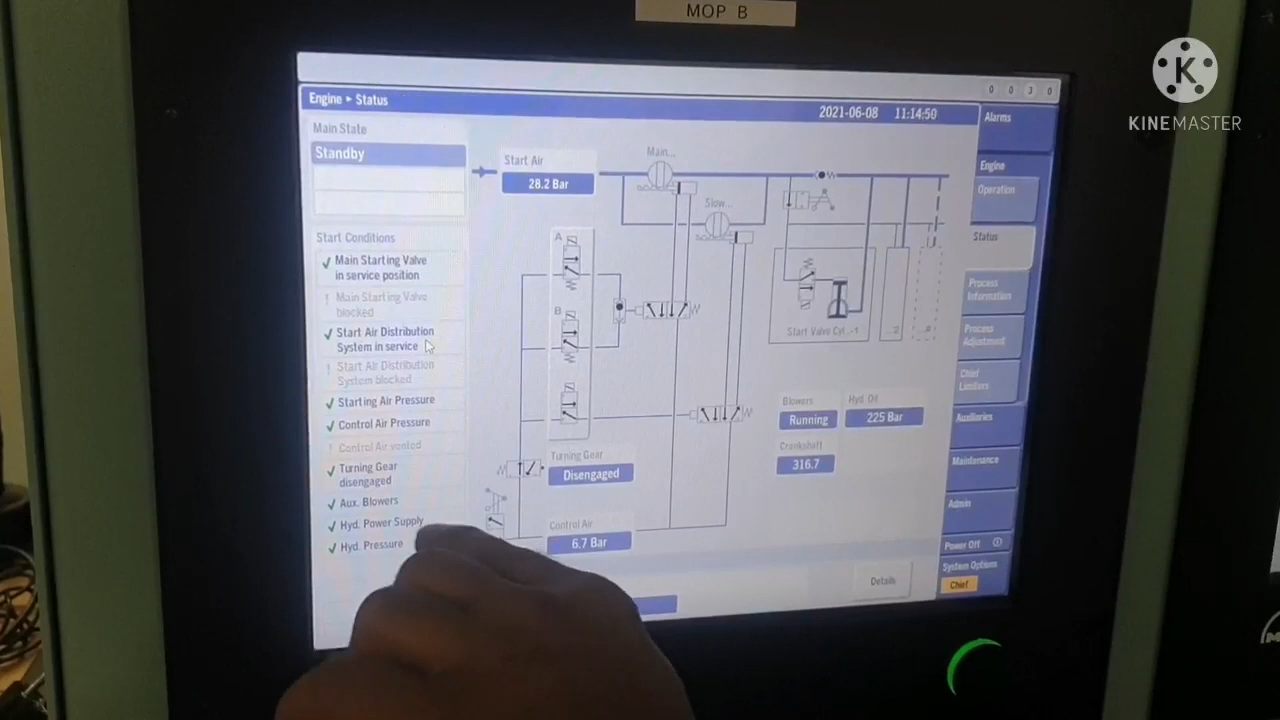 MOP B
K
KINEMASTER
0 0 3 0
Engine ▸ Status
2021-06-08 11:14:50
Alarms
Engine
Operation
Status
Process
Information
Process
Adjustment
Chief
Limiters
Auxiliaries
Maintenance
Admin
Power Off
System Options
Chief
Main State
Standby
Start Conditions
✓ Main Starting Valve
in service position
! Main Starting Valve
blocked
✓ Start Air Distribution
System in service
! Start Air Distribution
System blocked
✓ Starting Air Pressure
✓ Control Air Pressure
! Control Air vented
✓ Turning Gear
disengaged
✓ Aux. Blowers
✓ Hyd. Power Supply
✓ Hyd. Pressure
Start Air
28.2 Bar
Main...
Slow...
A
B
Start Valve Cyl. -1
...2
Blowers
Running
Hyd. Oil
225 Bar
Crankshaft
316.7
Turning Gear
Disengaged
Control Air
6.7 Bar
Details